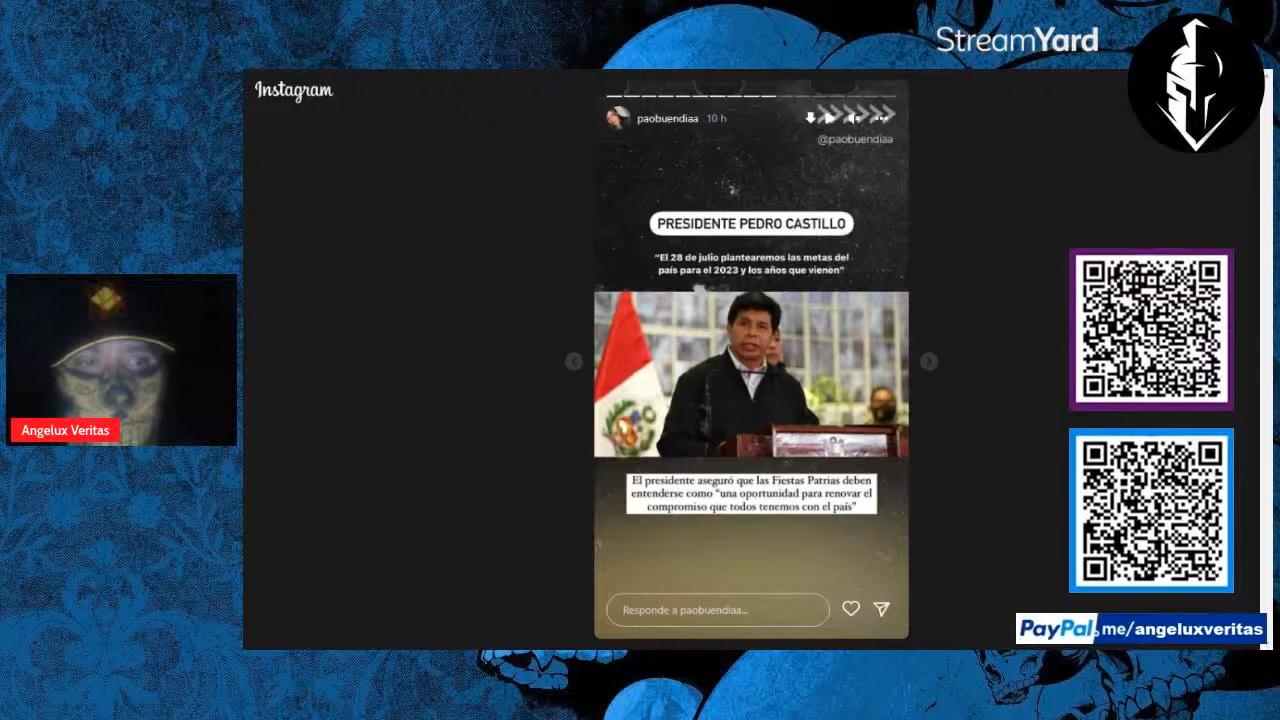 StreamYard
Instagram
paobuendiaa 10 h
@paobuendiaa
PRESIDENTE PEDRO CASTILLO
“El 28 de julio plantearemos las metas del
país para el 2023 y los años que vienen”
El presidente aseguró que las Fiestas Patrias deben
entenderse como “una oportunidad para renovar el
compromiso que todos tenemos con el país”
Responde a paobuendiaa...
Angelux Veritas
PayPal.me/angeluxveritas